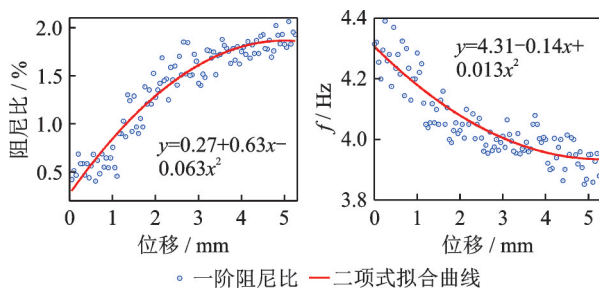 2.0
1.5
1.0
0.5
阻尼比 / %
y=0.27+0.63x−
0.063x²
0 1 2 3 4 5
位移 / mm
4.4
4.2
4.0
3.8
f / Hz
y=4.31−0.14x+
0.013x²
0 1 2 3 4 5
位移 / mm
一阶阻尼比 二项式拟合曲线